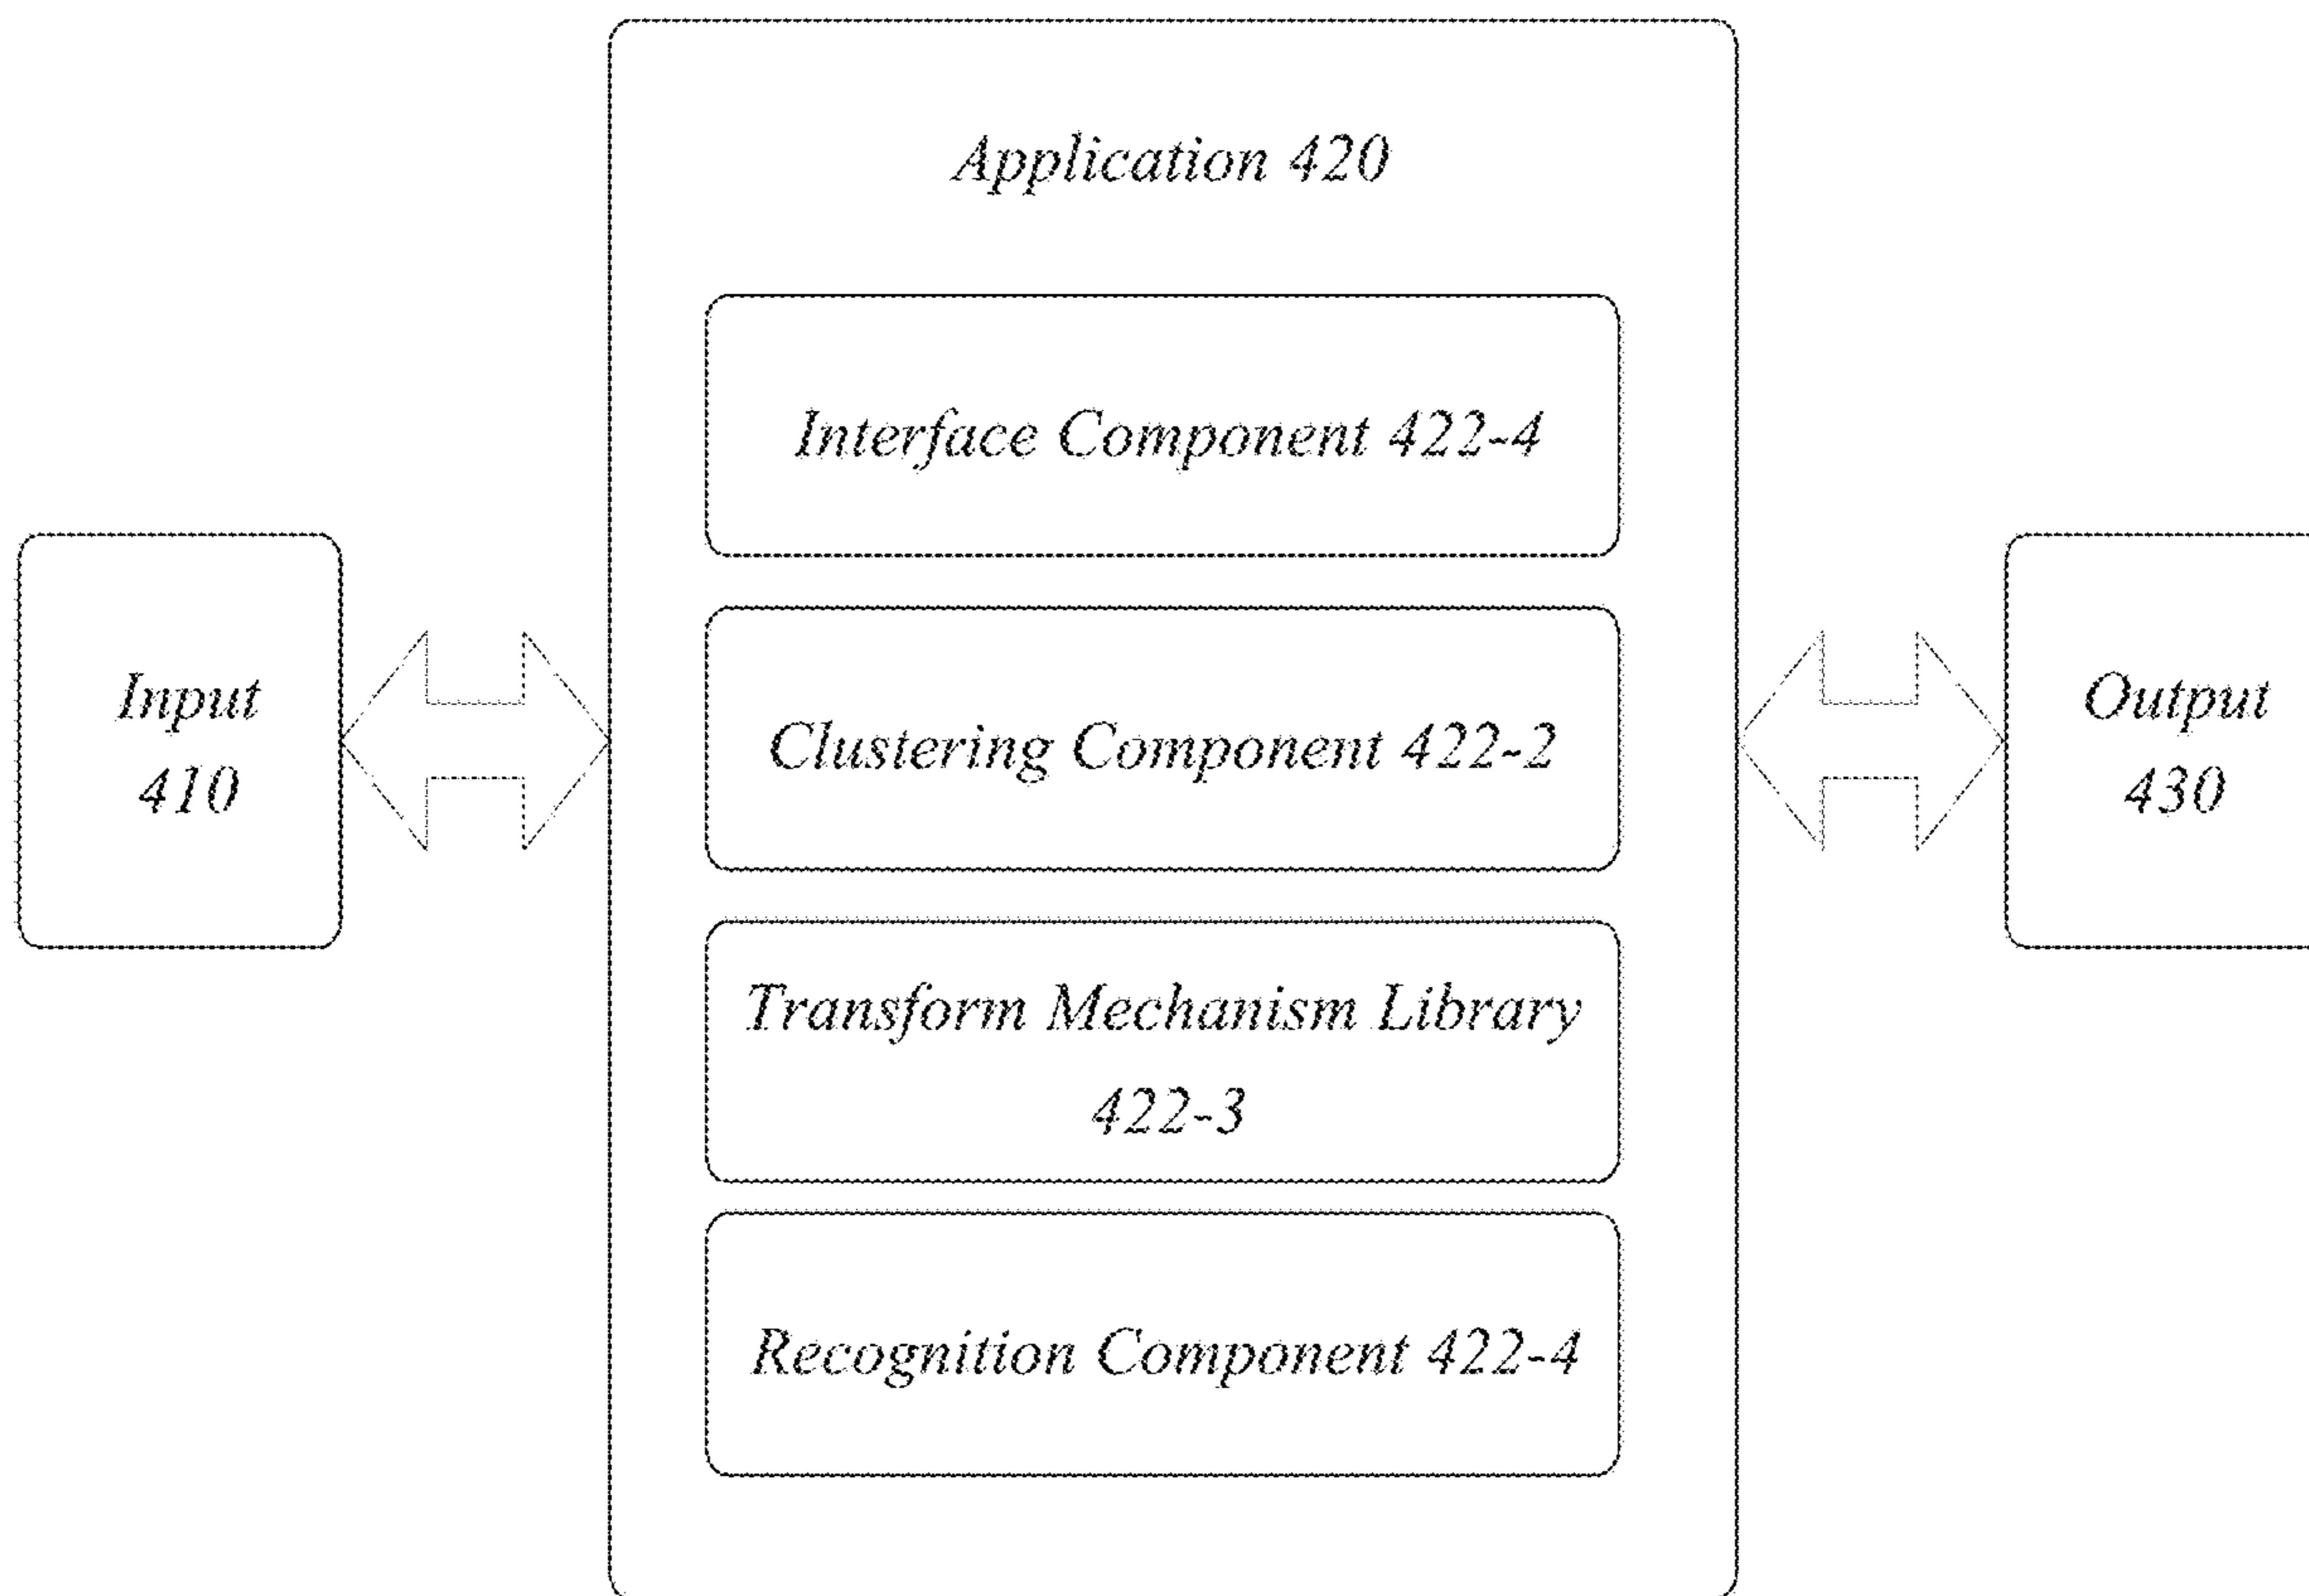 Application 420
Interface Component 422-4
Input
410
Clustering Component 422-2
Output
430
Transform Mechanism Library
422-3
Recognition Component 422-4